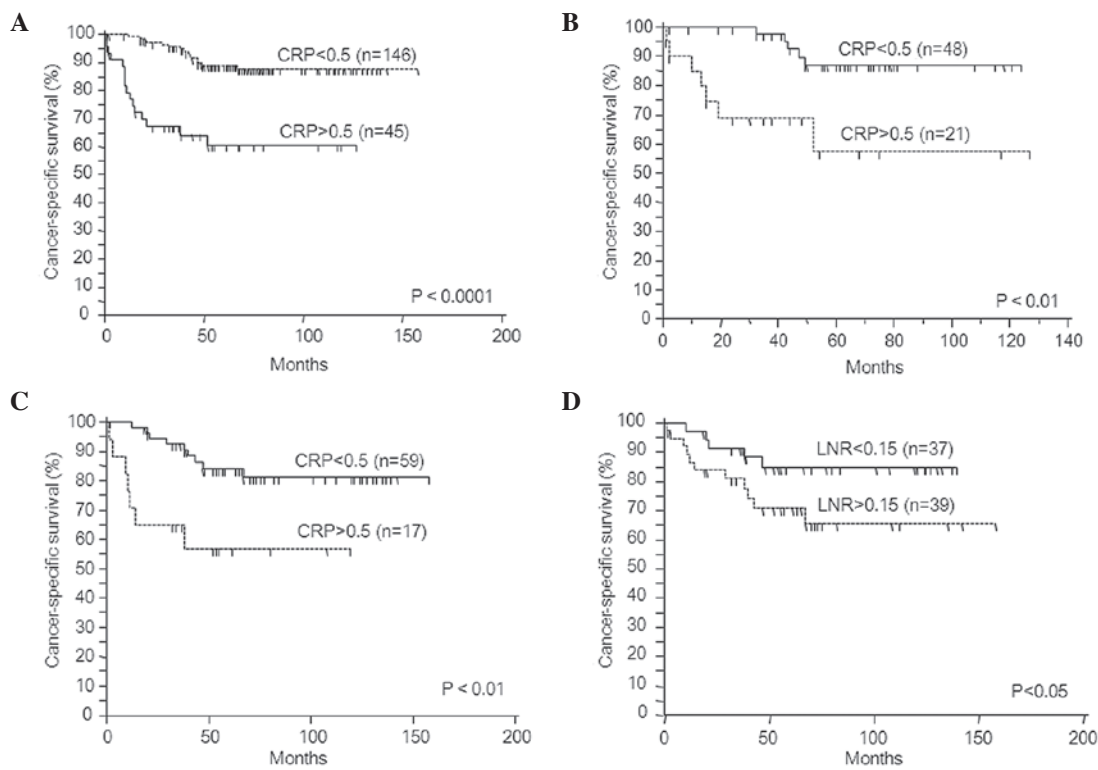 A
Cancer-specific survival (%)
100
90
80
70
60
50
40
30
20
10
0
CRP<0.5 (n=146)
CRP>0.5 (n=45)
P < 0.0001
0 50 100 150 200
Months
B
Cancer-specific survival (%)
100
90
80
70
60
50
40
30
20
10
0
CRP<0.5 (n=48)
CRP>0.5 (n=21)
P < 0.01
0 20 40 60 80 100 120 140
Months
C
Cancer-specific survival (%)
100
90
80
70
60
50
40
30
20
10
0
CRP<0.5 (n=59)
CRP>0.5 (n=17)
P < 0.01
0 50 100 150 200
Months
D
Cancer-specific survival (%)
100
90
80
70
60
50
40
30
20
10
0
LNR<0.15 (n=37)
LNR>0.15 (n=39)
P<0.05
0 50 100 150 200
Months